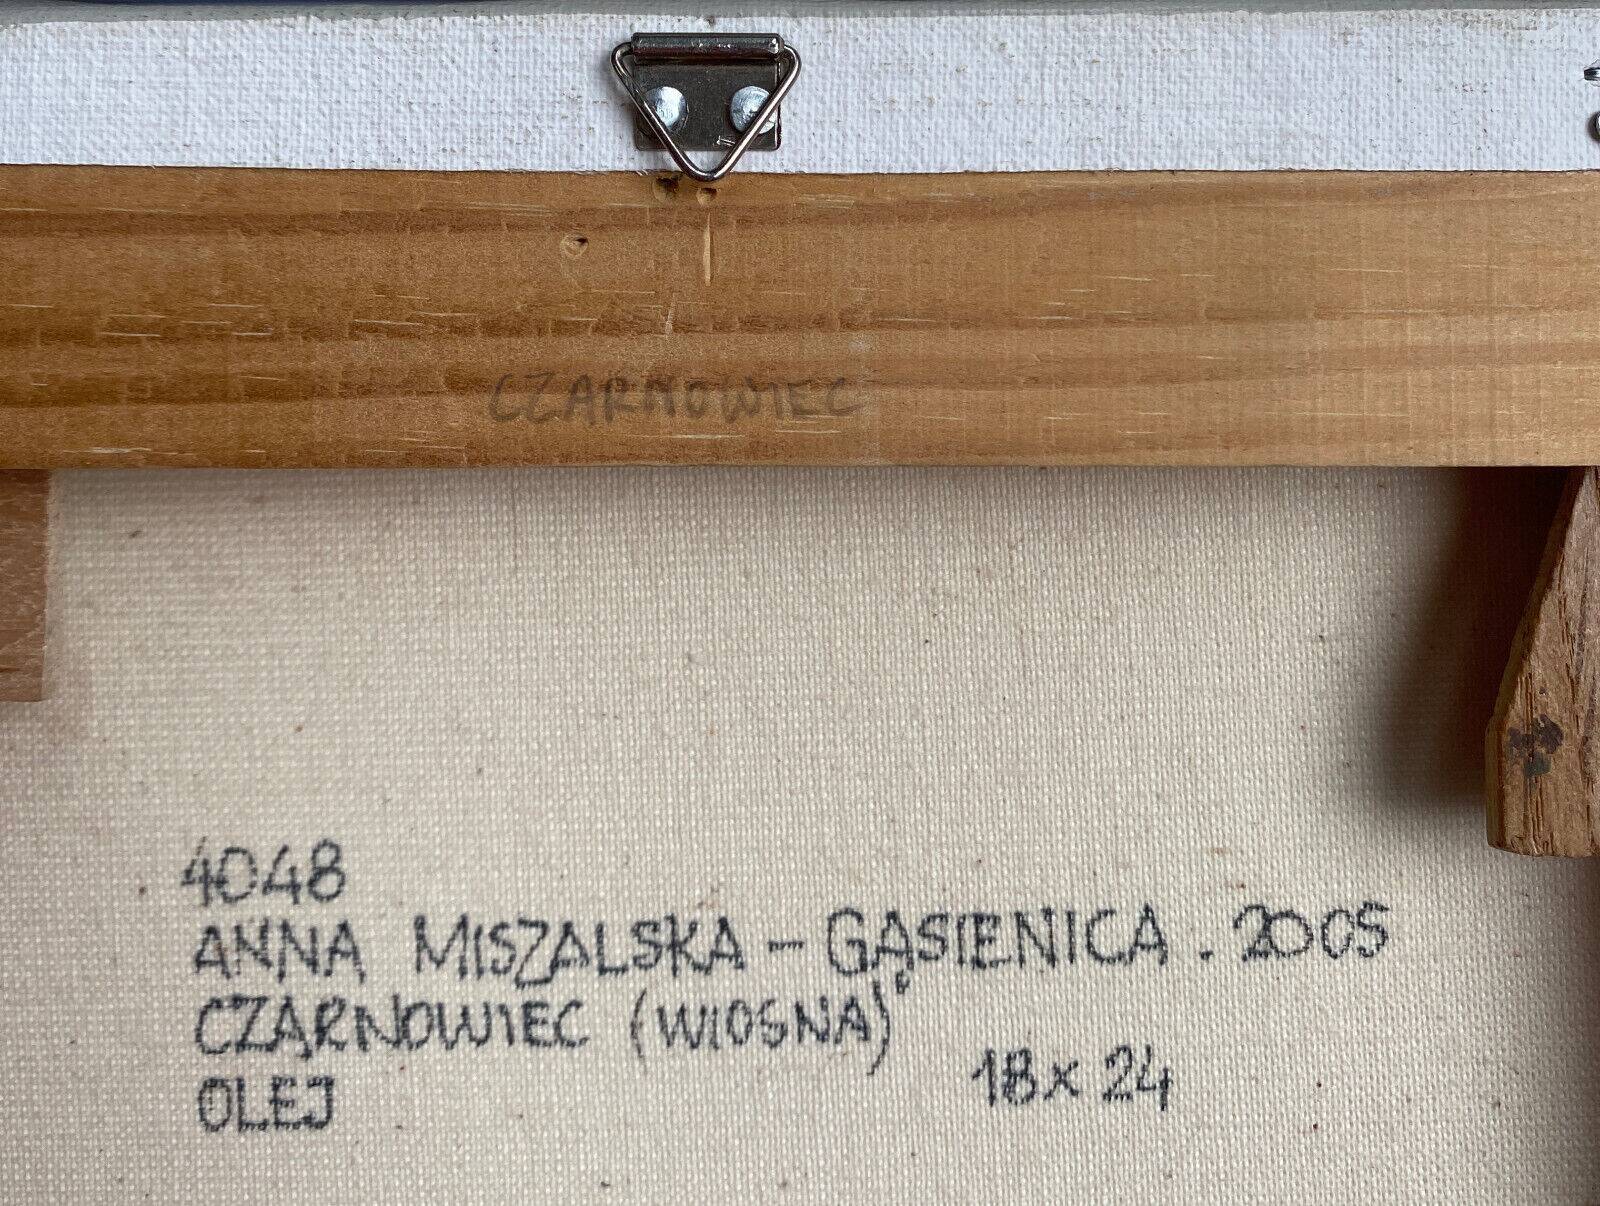 CZARNOWIEC
4048
ANNA MISZALSKA - GĄSIENICA . 2005
CZARNOWIEC (WIOSNA)
18 x 24
OLEJ